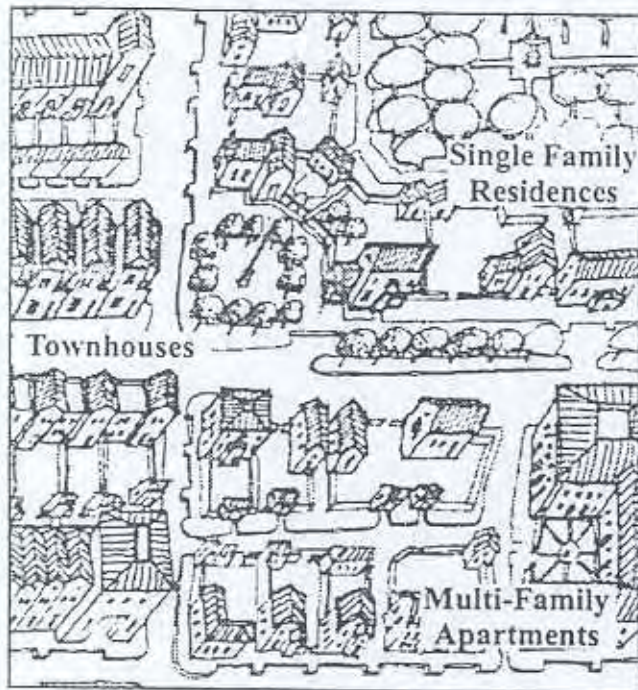 Single Family
Residences
Townhouses
Multi-Family
Apartments